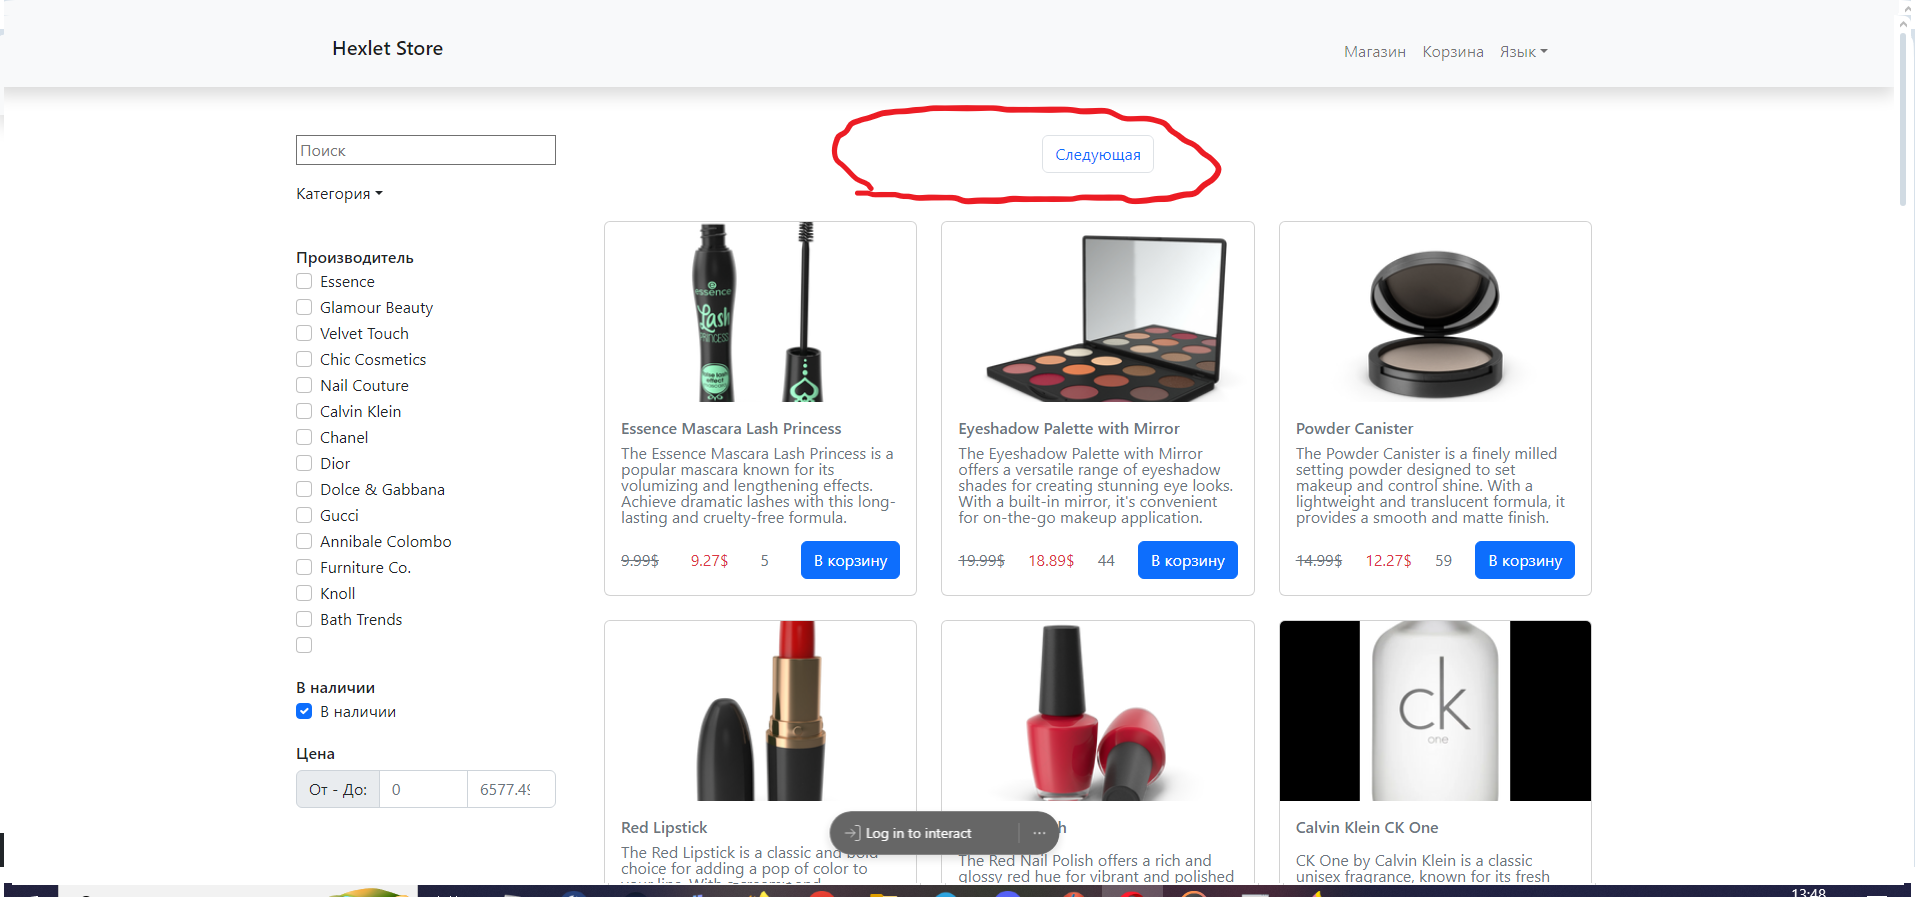 Hexlet Store
Магазин Корзина Язык
Поиск
Следующая
Категория
Производитель
Essence
Glamour Beauty
Velvet Touch
Chic Cosmetics
Nail Couture
Calvin Klein
Chanel
Dior
Dolce & Gabbana
Gucci
Annibale Colombo
Furniture Co.
Knoll
Bath Trends
В наличии
В наличии
Цена
От - До: 0 6577.49
essence
Lash
PRINCESS
Essence Mascara Lash Princess
The Essence Mascara Lash Princess is a
popular mascara known for its
volumizing and lengthening effects.
Achieve dramatic lashes with this long-
lasting and cruelty-free formula.
9.99$ 9.27$ 5 В корзину
Eyeshadow Palette with Mirror
The Eyeshadow Palette with Mirror
offers a versatile range of eyeshadow
shades for creating stunning eye looks.
With a built-in mirror, it's convenient
for on-the-go makeup application.
19.99$ 18.89$ 44 В корзину
Powder Canister
The Powder Canister is a finely milled
setting powder designed to set
makeup and control shine. With a
lightweight and translucent formula, it
provides a smooth and matte finish.
14.99$ 12.27$ 59 В корзину
Red Lipstick
The Red Lipstick is a classic and bold
choice for adding a pop of color to
The Red Nail Polish offers a rich and
glossy red hue for vibrant and polished
ck
one
Calvin Klein CK One
CK One by Calvin Klein is a classic
unisex fragrance, known for its fresh
Log in to interact
13:48